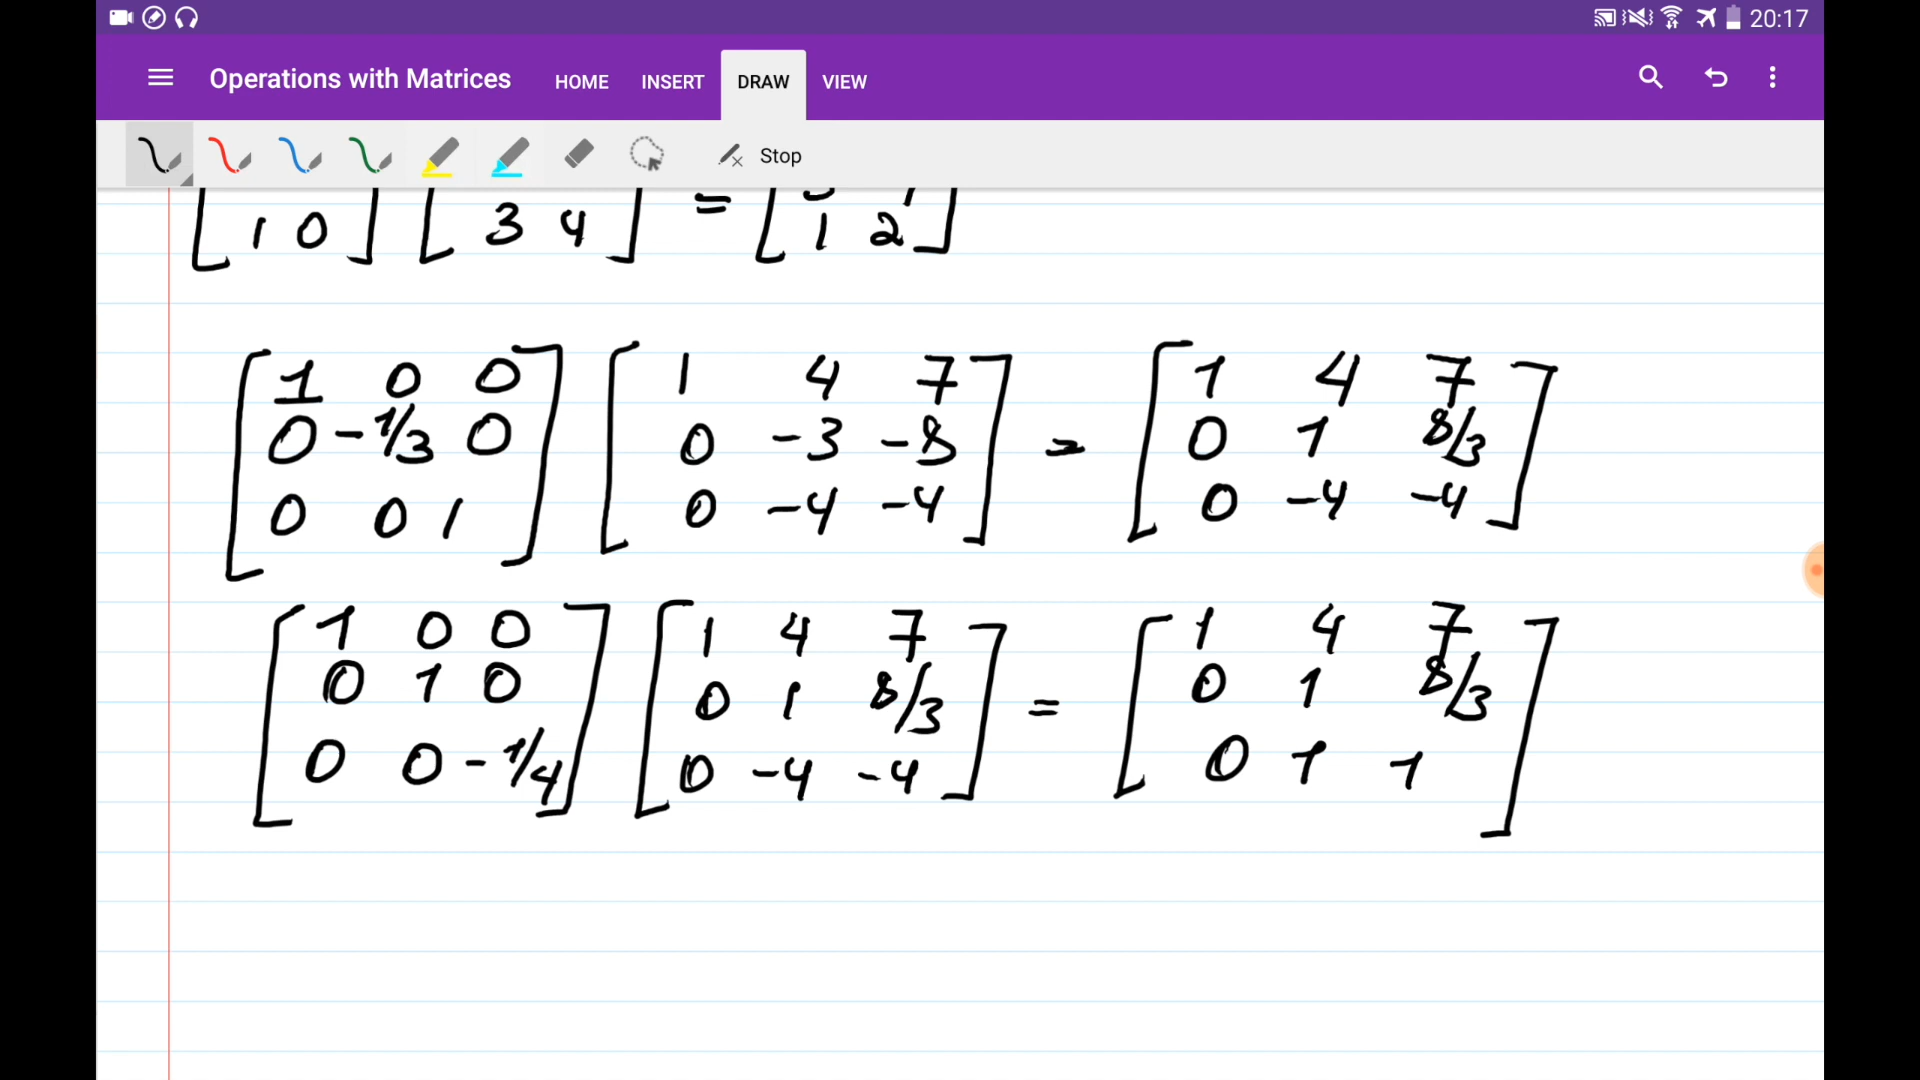 20:17
Operations with Matrices HOME INSERT DRAW VIEW
Stop
1 0 3 4 = 1 2
1 0 0 1 4 7 1 4 7
0 -1/3 0 0 -3 -8 = 0 1 8/3
0 0 1 0 -4 -4 0 -4 -4
1 0 0 1 4 7 1 4 7
0 1 0 0 1 8/3 = 0 1 8/3
0 0 -1/4 0 -4 -4 0 1 1